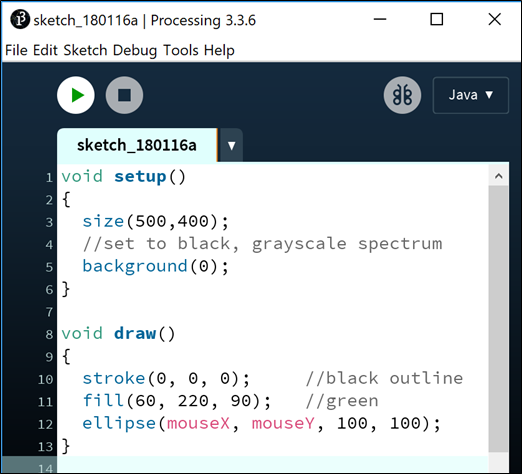 sketch_180116a | Processing 3.3.6
File Edit Sketch Debug Tools Help
Java ▼
sketch_180116a ▼
1 void setup()
2 {
3   size(500,400);
4   //set to black, grayscale spectrum
5   background(0);
6 }
7
8 void draw()
9 {
10   stroke(0, 0, 0);     //black outline
11   fill(60, 220, 90);   //green
12   ellipse(mouseX, mouseY, 100, 100);
13 }
14